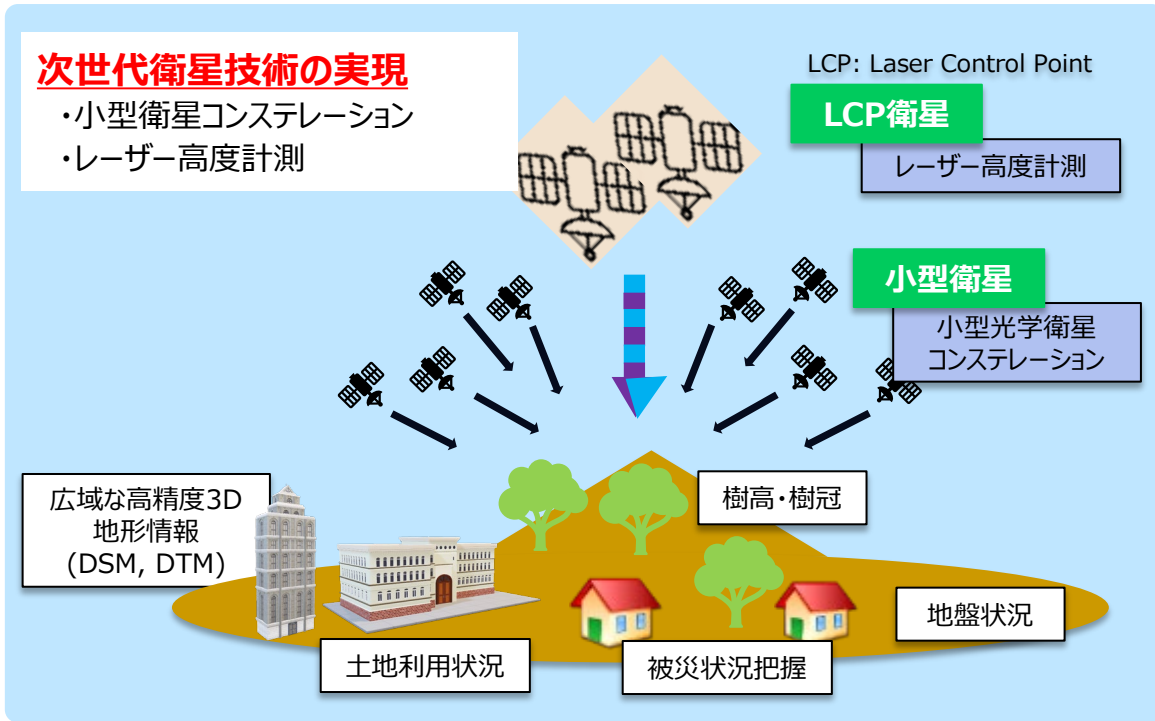 次世代衛星技術の実現
・小型衛星コンステレーション
・レーザー高度計測
LCP: Laser Control Point
LCP衛星
レーザー高度計測
小型衛星
小型光学衛星
コンステレーション
広域な高精度3D
地形情報
(DSM, DTM)
樹高・樹冠
地盤状況
土地利用状況
被災状況把握